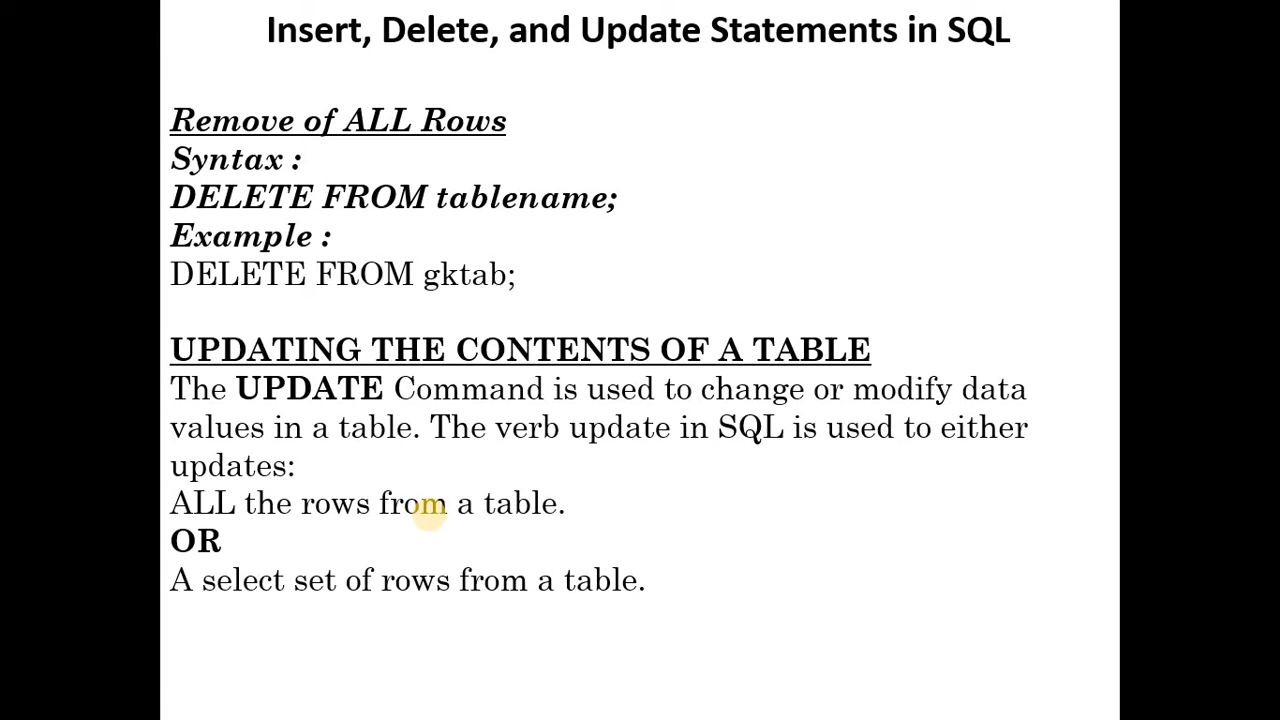 Insert, Delete, and Update Statements in SQL
Remove of ALL Rows
Syntax :
DELETE FROM tablename;
Example :
DELETE FROM gktab;
UPDATING THE CONTENTS OF A TABLE
The UPDATE Command is used to change or modify data
values in a table. The verb update in SQL is used to either
updates:
ALL the rows from a table.
OR
A select set of rows from a table.